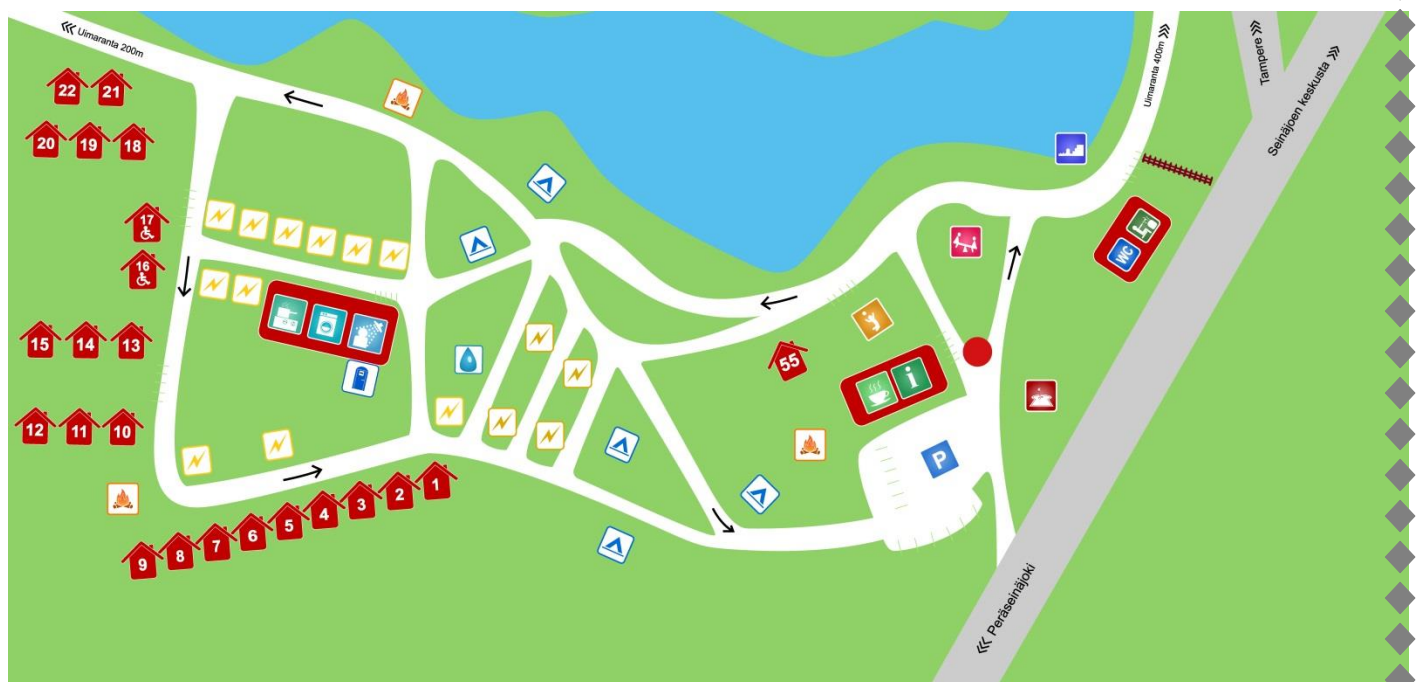 <<< Uimaranta 200m
Uimaranta 400m >>>
Tampere >>>
Seinäjoen keskusta >>>
22
21
20
19
18
17
16
WC
15
14
13
55
i
12
11
10
P
1
2
3
4
5
6
7
8
9
<<< Peräseinäjoki